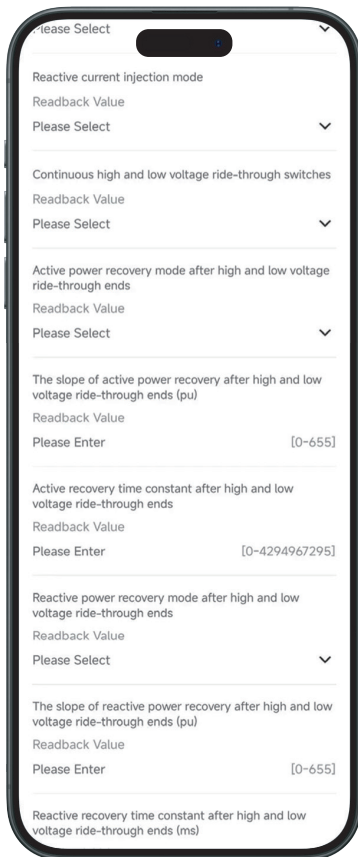 Please Select
Reactive current injection mode
Readback Value
Please Select
Continuous high and low voltage ride-through switches
Readback Value
Please Select
Active power recovery mode after high and low voltage
ride-through ends
Readback Value
Please Select
The slope of active power recovery after high and low
voltage ride-through ends (pu)
Readback Value
Please Enter [0-655]
Active recovery time constant after high and low
voltage ride-through ends
Readback Value
Please Enter [0-4294967295]
Reactive power recovery mode after high and low
voltage ride-through ends
Readback Value
Please Select
The slope of reactive power recovery after high and low
voltage ride-through ends (pu)
Readback Value
Please Enter [0-655]
Reactive recovery time constant after high and low
voltage ride-through ends (ms)